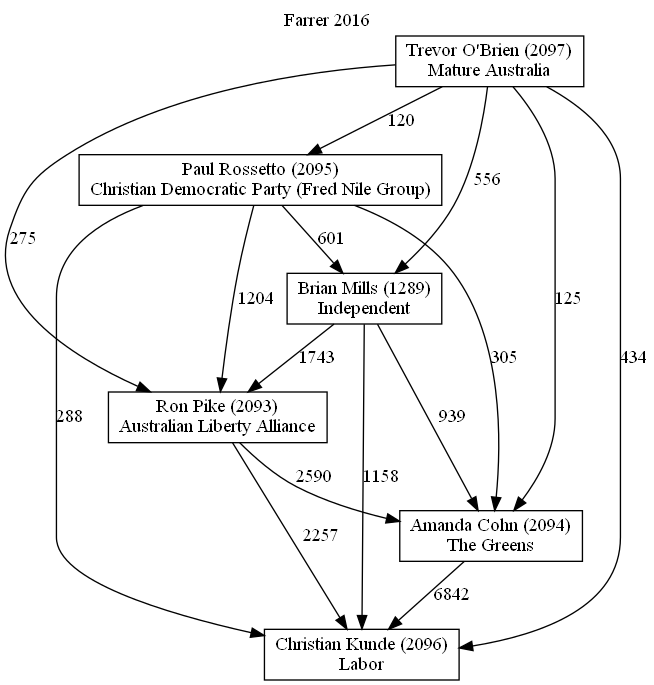 Farrer 2016
Trevor O'Brien (2097)
Mature Australia
120
Paul Rossetto (2095)
Christian Democratic Party (Fred Nile Group)
556
275
601
1204
125
Brian Mills (1289)
Independent
305
434
288
1743
939
Ron Pike (2093)
Australian Liberty Alliance
2590
1158
2257
Amanda Cohn (2094)
The Greens
6842
Christian Kunde (2096)
Labor